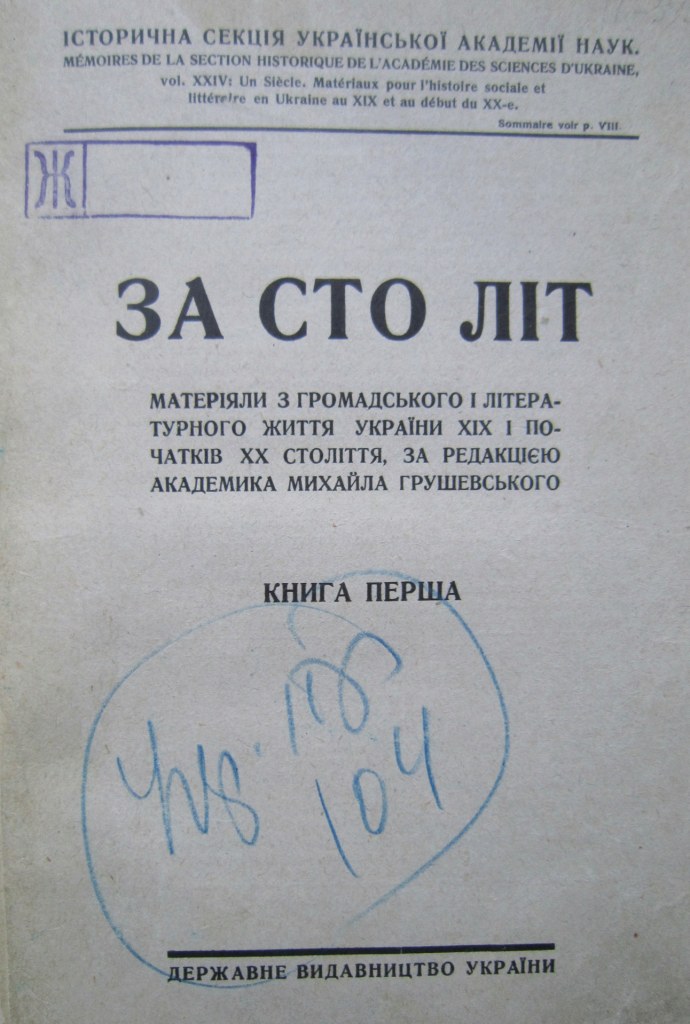 ІСТОРИЧНА СЕКЦІЯ УКРАЇНСЬКОЇ АКАДЕМІЇ НАУК.
MÉMOIRES DE LA SECTION HISTORIQUE DE L'ACADÉMIE DES SCIENCES D'UKRAINE,
vol. XXIV: Un Siècle. Matériaux pour l'histoire sociale et
littéreire en Ukraine au XIX et au début du XX-e.
Sommaire voir p. VIII.
Ж
ЗА СТО ЛІТ
МАТЕРІЯЛИ З ГРОМАДСЬКОГО І ЛІТЕРА-
ТУРНОГО ЖИТТЯ УКРАЇНИ XIX І ПО-
ЧАТКІВ XX СТОЛІТТЯ, ЗА РЕДАКЦІЄЮ
АКАДЕМИКА МИХАЙЛА ГРУШЕВСЬКОГО
КНИГА ПЕРША
104
ДЕРЖАВНЕ ВИДАВНИЦТВО УКРАЇНИ